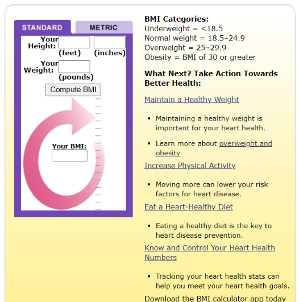 STANDARD METRIC
Your Height:
(feet) (inches)
Your Weight:
(pounds)
Compute BMI
Your BMI:
BMI Categories:
Underweight = <18.5
Normal weight = 18.5–24.9
Overweight = 25–29.9
Obesity = BMI of 30 or greater
What Next? Take Action Towards
Better Health:
Maintain a Healthy Weight
Maintaining a healthy weight is
important for your heart health.
Learn more about overweight and
obesity
Increase Physical Activity
Moving more can lower your risk
factors for heart disease.
Eat a Heart-Healthy Diet
Eating a healthy diet is the key to
heart disease prevention.
Know and Control Your Heart Health
Numbers
Tracking your heart health stats can
help you meet your heart health goals.
Download the BMI calculator app today